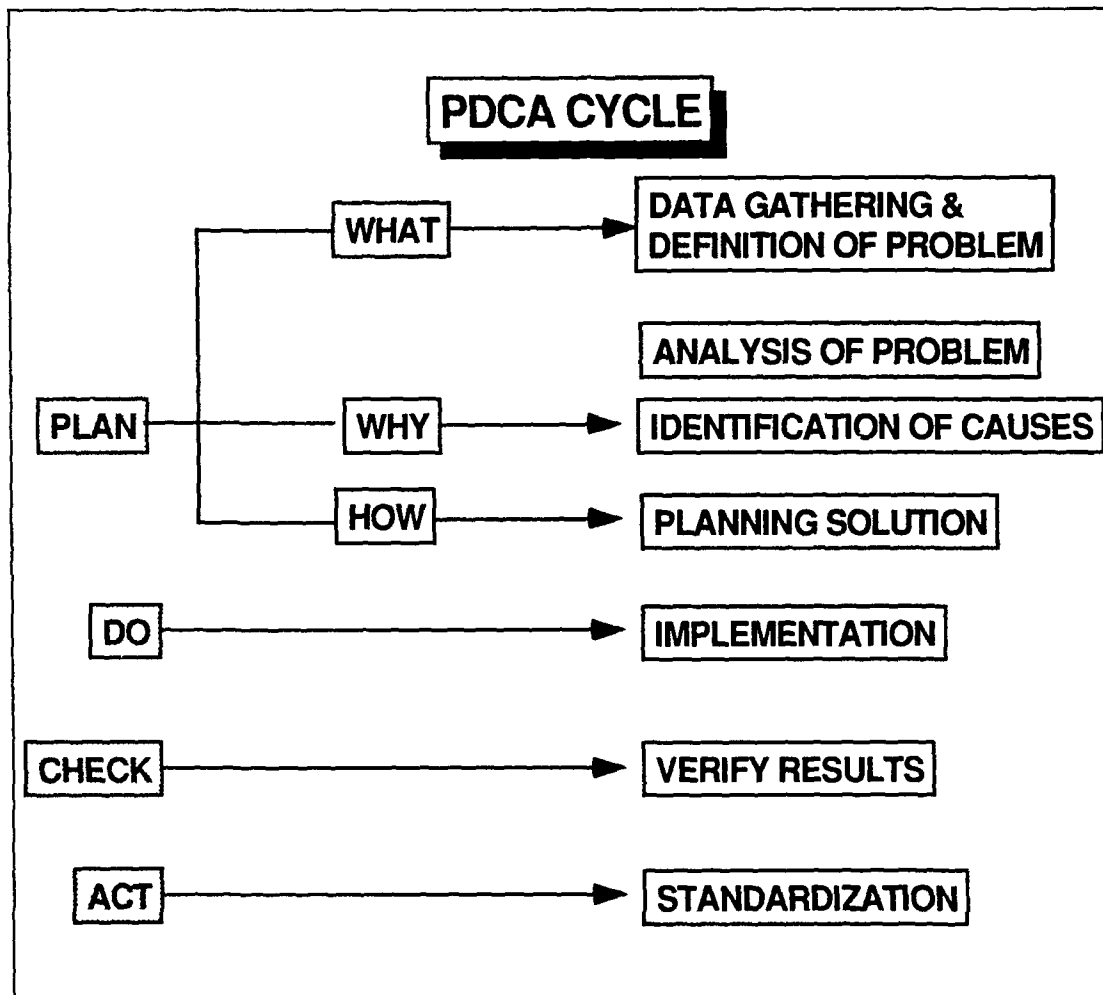 PDCA CYCLE
WHAT
DATA GATHERING &
DEFINITION OF PROBLEM
ANALYSIS OF PROBLEM
PLAN
WHY
IDENTIFICATION OF CAUSES
HOW
PLANNING SOLUTION
DO
IMPLEMENTATION
CHECK
VERIFY RESULTS
ACT
STANDARDIZATION